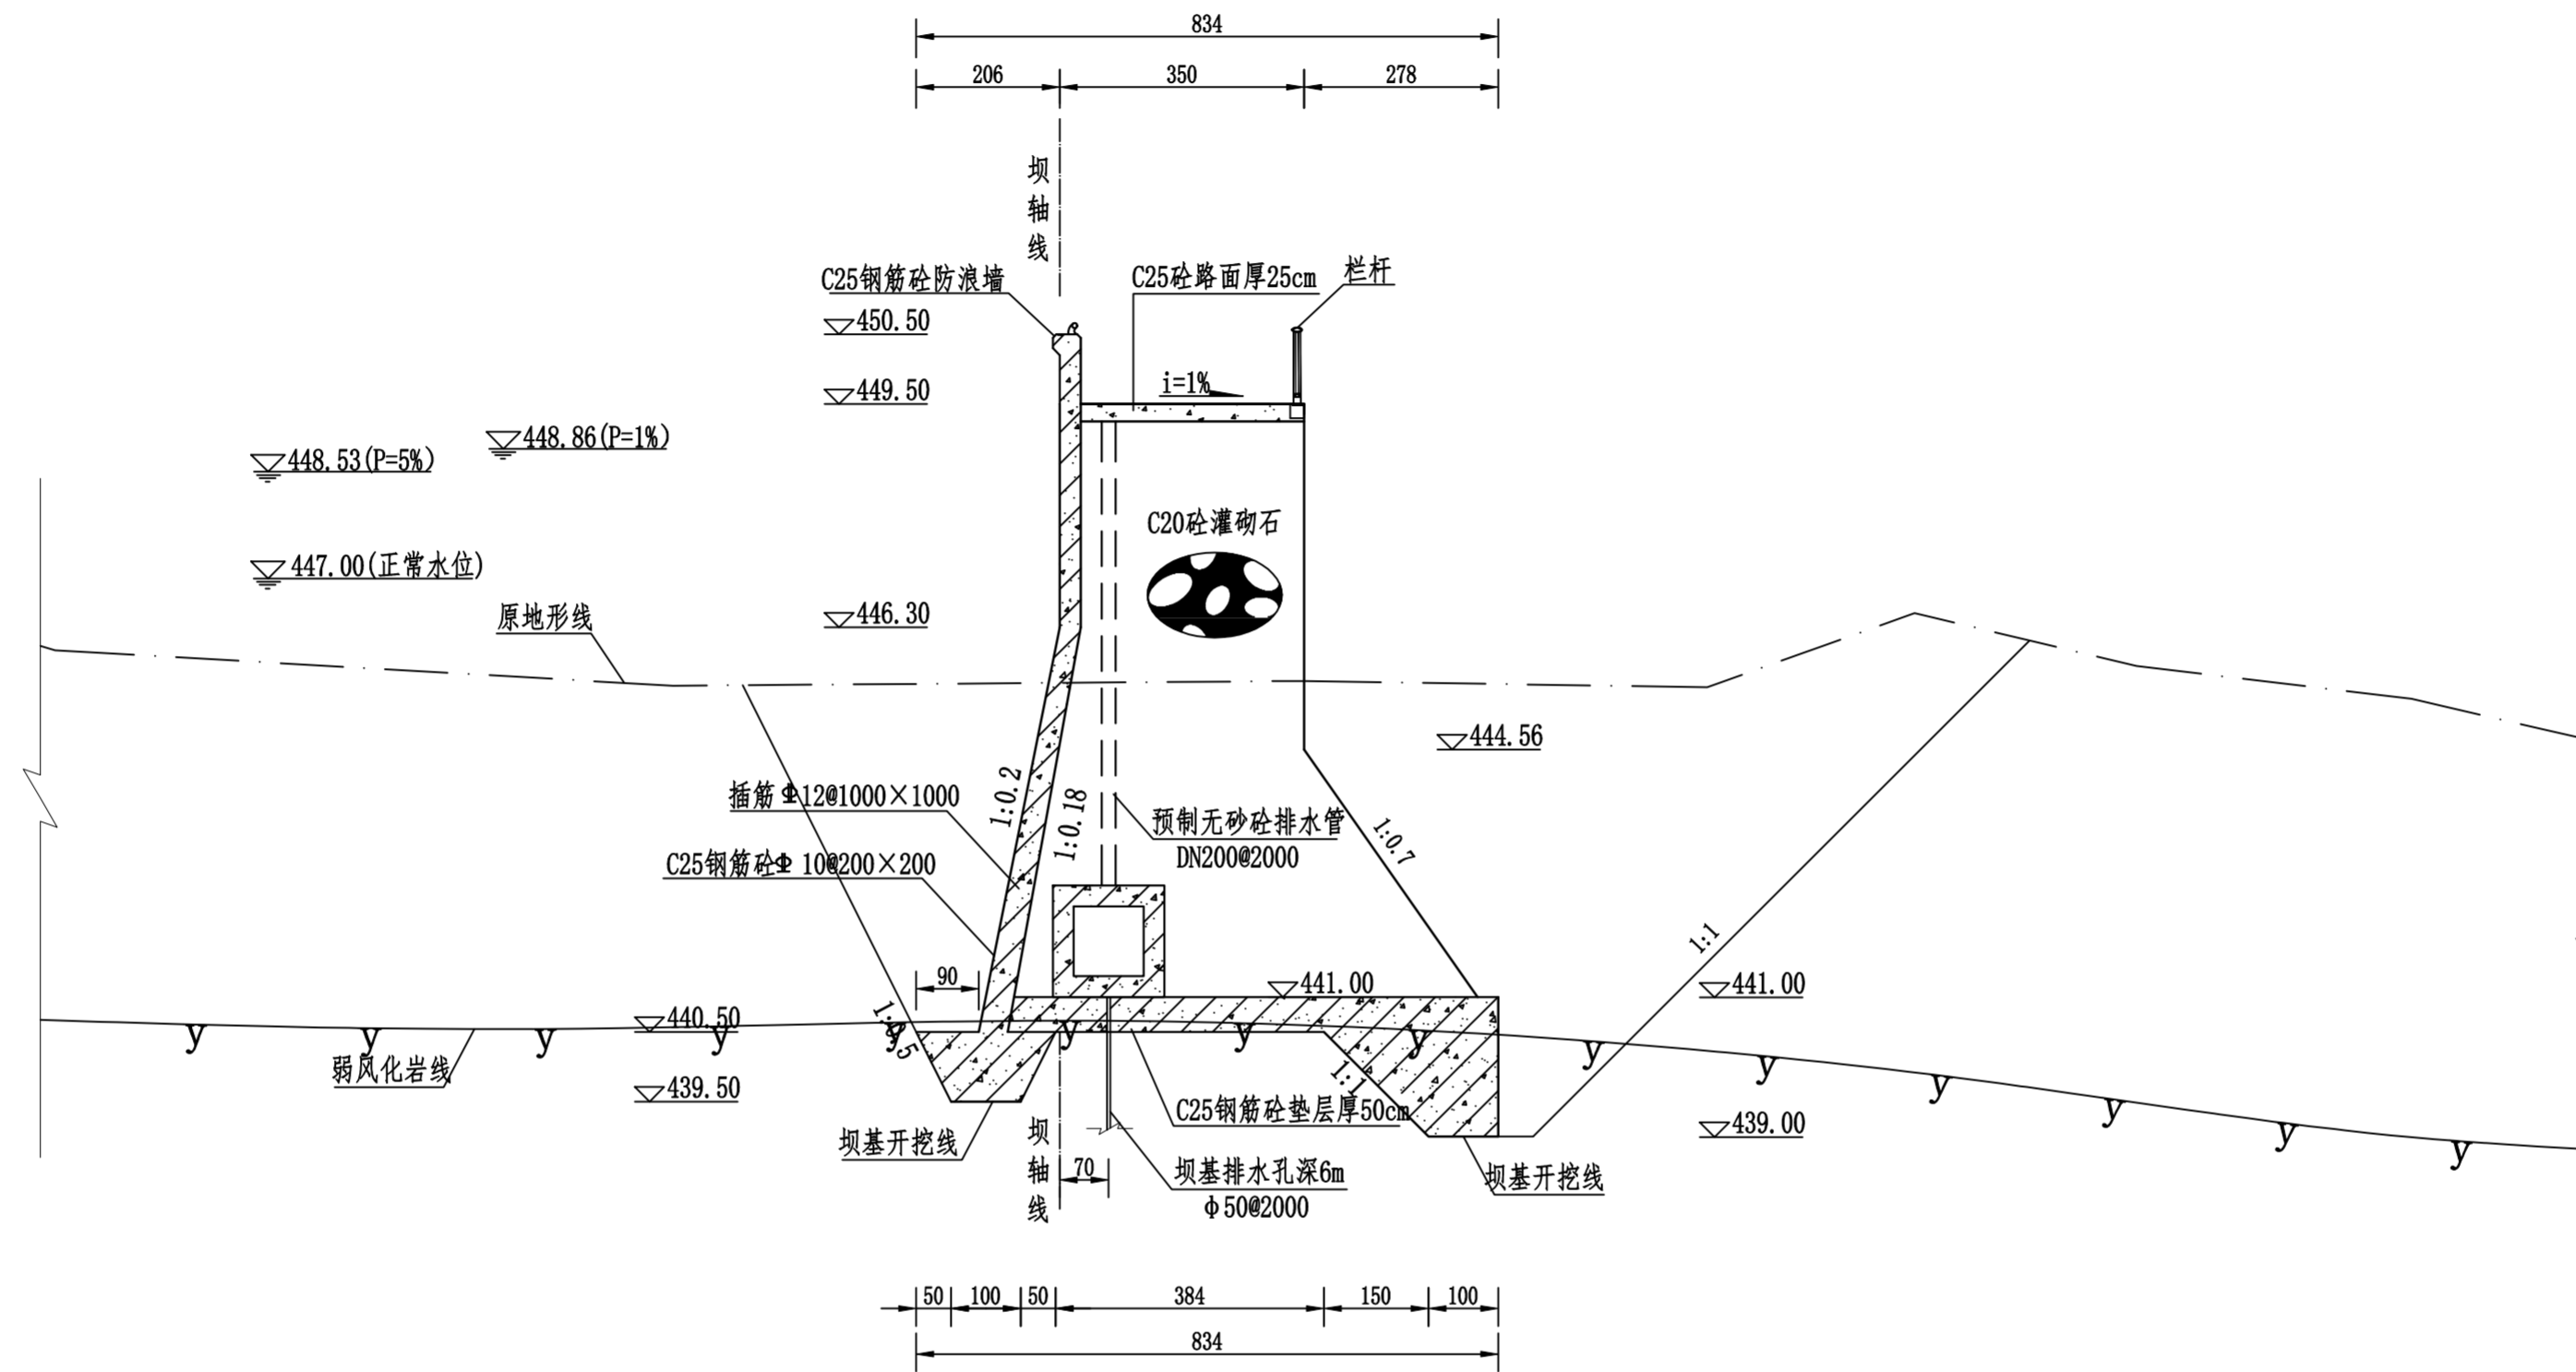 834
206
350
278
坝
轴
线
C25钢筋砼防浪墙
C25砼路面厚25cm
栏杆
450.50
449.50
i=1%
448.86(P=1%)
448.53(P=5%)
C20砼灌砌石
447.00(正常水位)
原地形线
446.30
444.56
插筋Φ12@1000×1000
1:0.2
1:0.18
预制无砂砼排水管
DN200@2000
1:0.7
C25钢筋砼Φ 10@200×200
1:1
90
441.00
441.00
440.50
1:0.5
y
y
y
y
y
y
y
y
y
y
y
y
y
y
弱风化岩线
439.50
1:1
C25钢筋砼垫层厚50cm
439.00
坝基开挖线
坝
轴
线
70
坝基排水孔深6m
φ50@2000
坝基开挖线
50
100
50
384
150
100
834